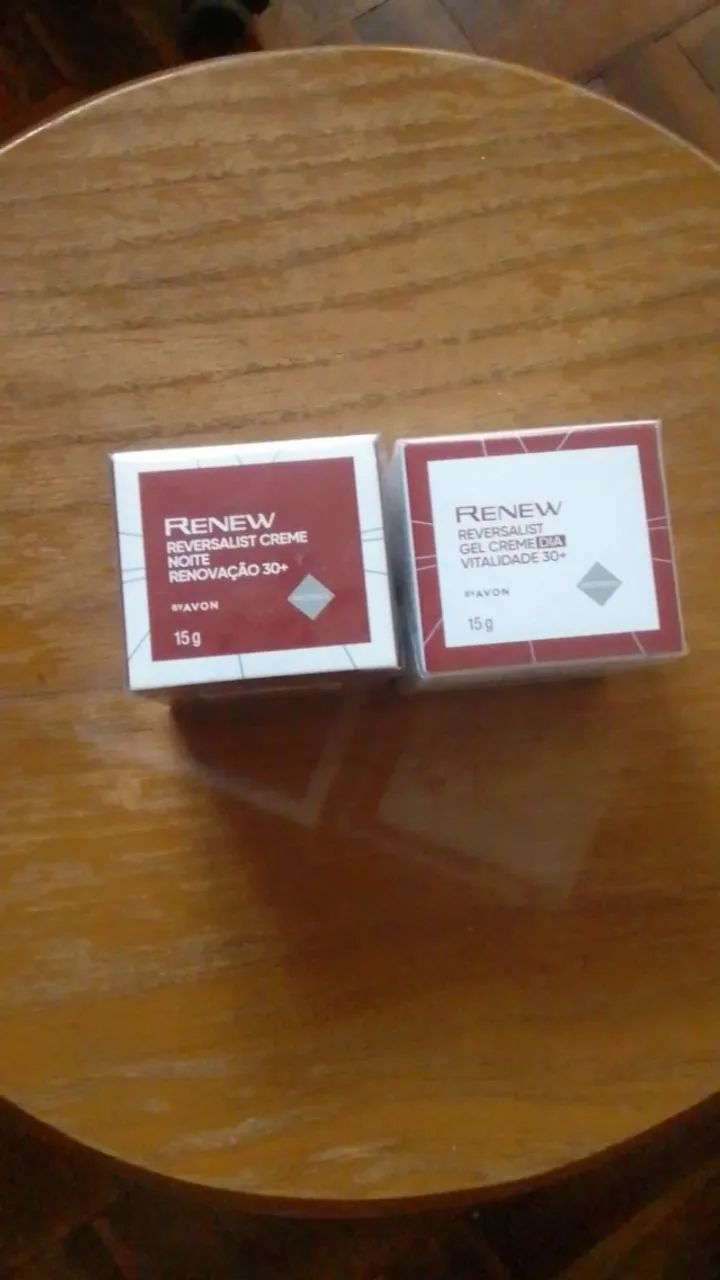 RENEW
REVERSALIST CREME
NOITE
RENOVAÇÃO 30+
BY AVON
15g
RENEW
REVERSALIST
GEL CREME DIA
VITALIDADE 30+
BY AVON
15g